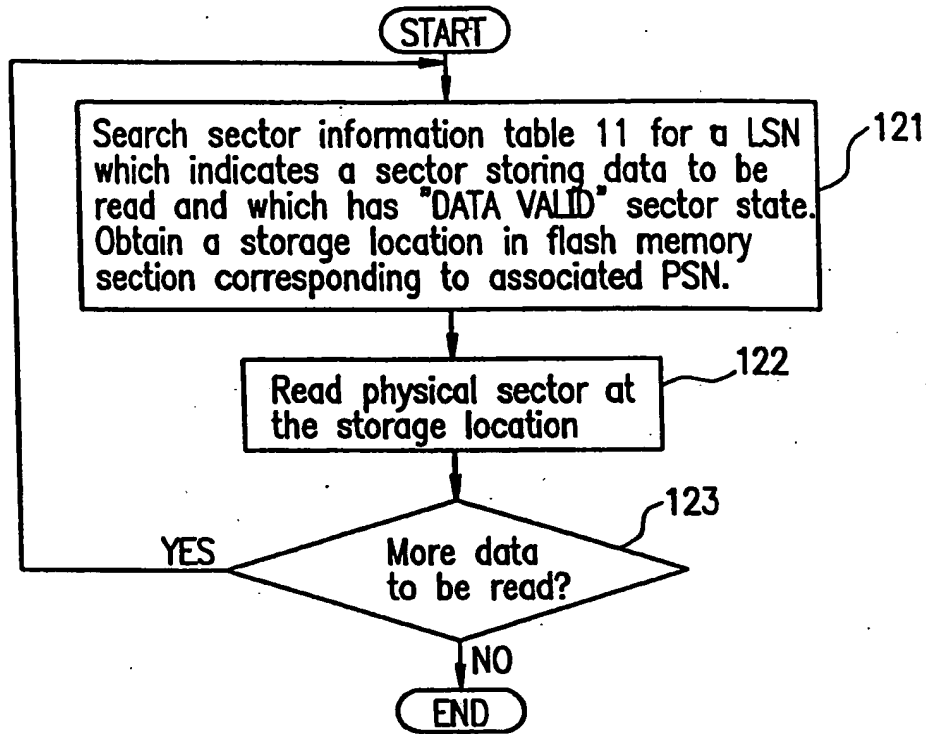 START
Search sector information table 11 for a LSN
which indicates a sector storing data to be
read and which has "DATA VALID" sector state.
Obtain a storage location in flash memory
section corresponding to associated PSN.
121
Read physical sector at
the storage location
122
More data
to be read?
123
YES
NO
END